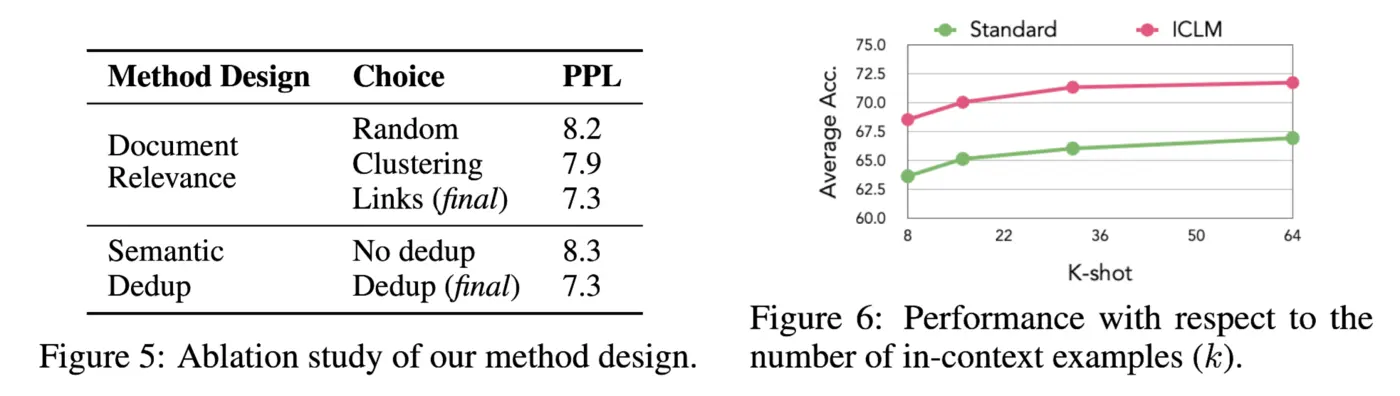 Method Design Choice PPL
Document Relevance
Random 8.2
Clustering 7.9
Links (final) 7.3
Semantic Dedup
No dedup 8.3
Dedup (final) 7.3
Figure 5: Ablation study of our method design.
Standard ICLM
75.0
72.5
70.0
67.5
65.0
62.5
60.0
Average Acc.
8 22 36 50 64
K-shot
Figure 6: Performance with respect to the
number of in-context examples (k).